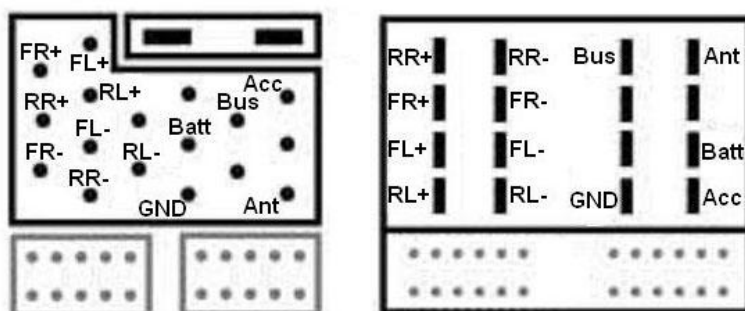 FR+ FL+
RR+ RL+ Acc
Bus
FL- Batt
FR- RL-
RR-
GND Ant
RR+ RR- Bus Ant
FR+ FR-
FL+ FL- Batt
RL+ RL- GND Acc